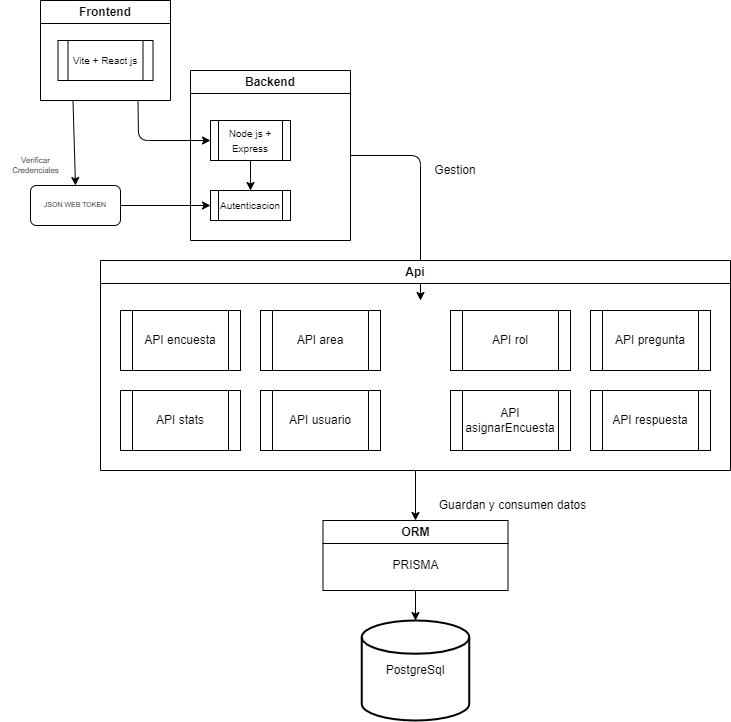 Frontend
Vite + React js
Backend
Node js +
Express
Verificar
Credenciales
JSON WEB TOKEN
Autenticacion
Gestion
Api
API encuesta
API area
API rol
API pregunta
API stats
API usuario
API
asignarEncuesta
API respuesta
Guardan y consumen datos
ORM
PRISMA
PostgreSql